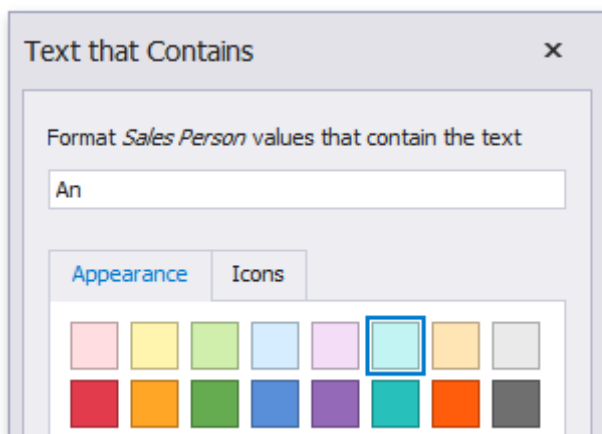 Text that Contains
Format Sales Person values that contain the text
An
Appearance Icons